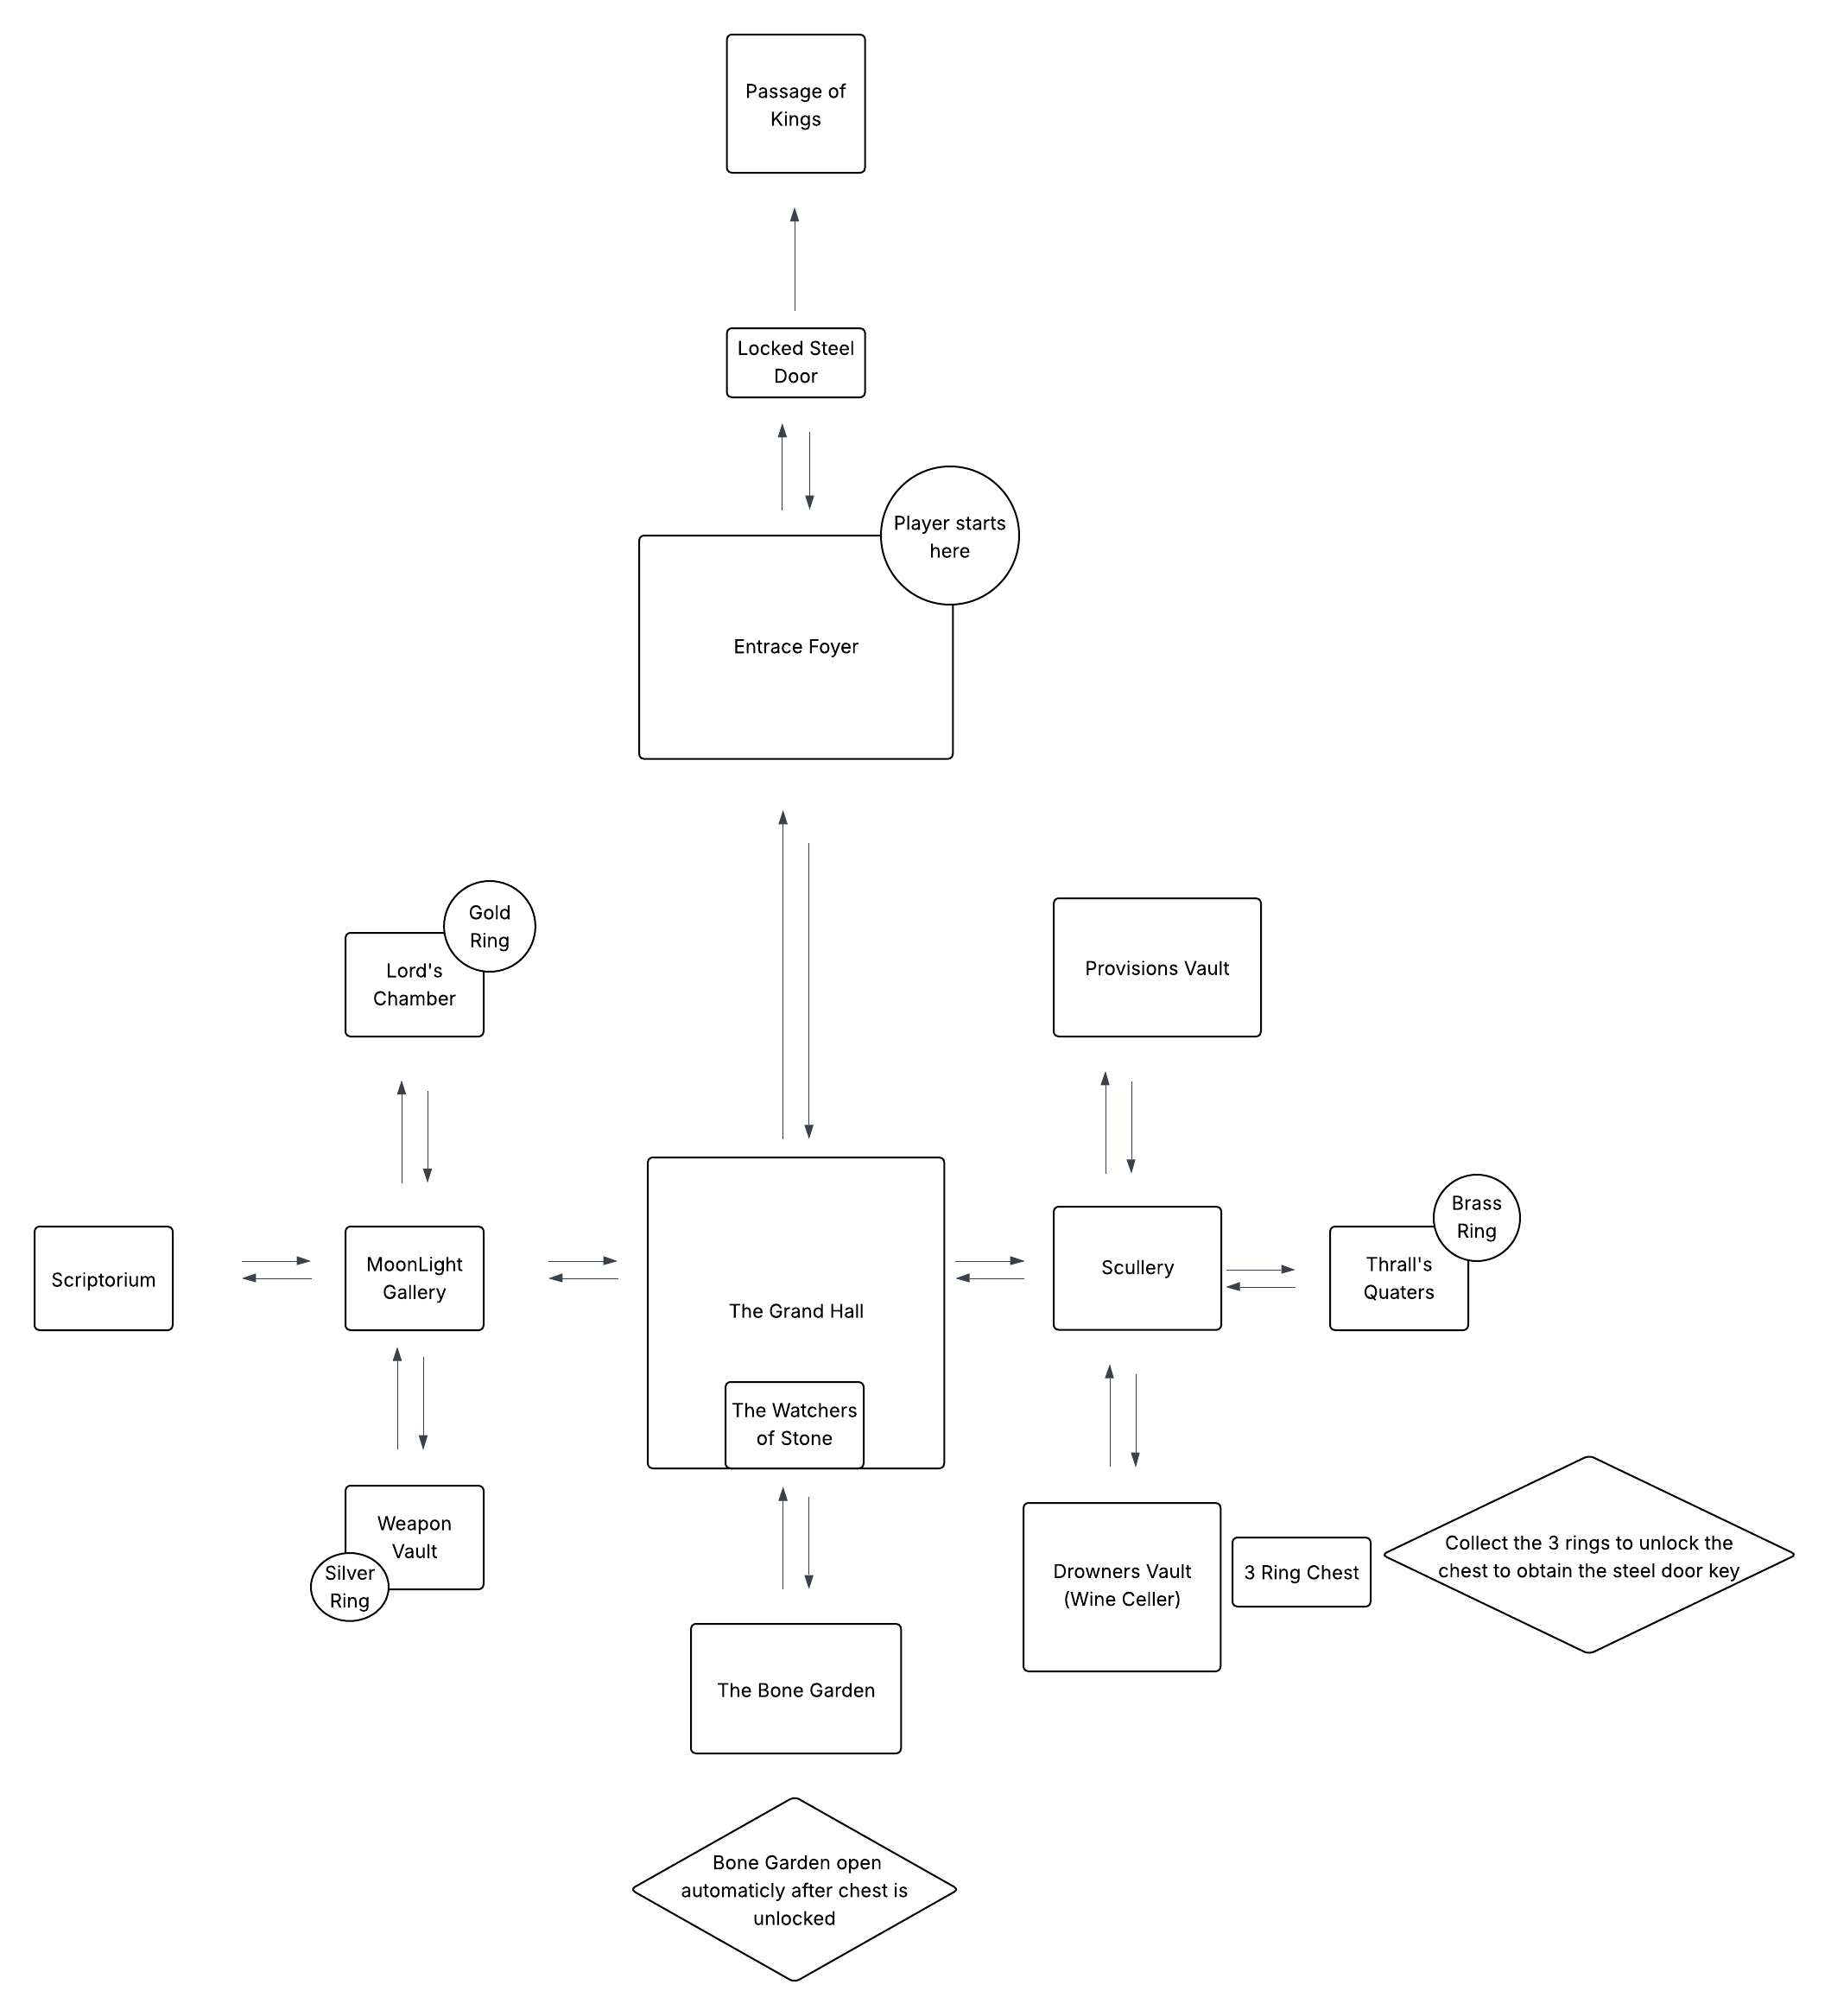 Passage of
Kings
Locked Steel
Door
Player starts
here
Entrace Foyer
Gold
Ring
Lord's
Chamber
Provisions Vault
Brass
Ring
Scriptorium
MoonLight
Gallery
The Grand Hall
Scullery
Thrall's
Quaters
The Watchers
of Stone
Weapon
Vault
Silver
Ring
Drowners Vault
(Wine Celler)
3 Ring Chest
Collect the 3 rings to unlock the
chest to obtain the steel door key
The Bone Garden
Bone Garden open
automaticly after chest is
unlocked